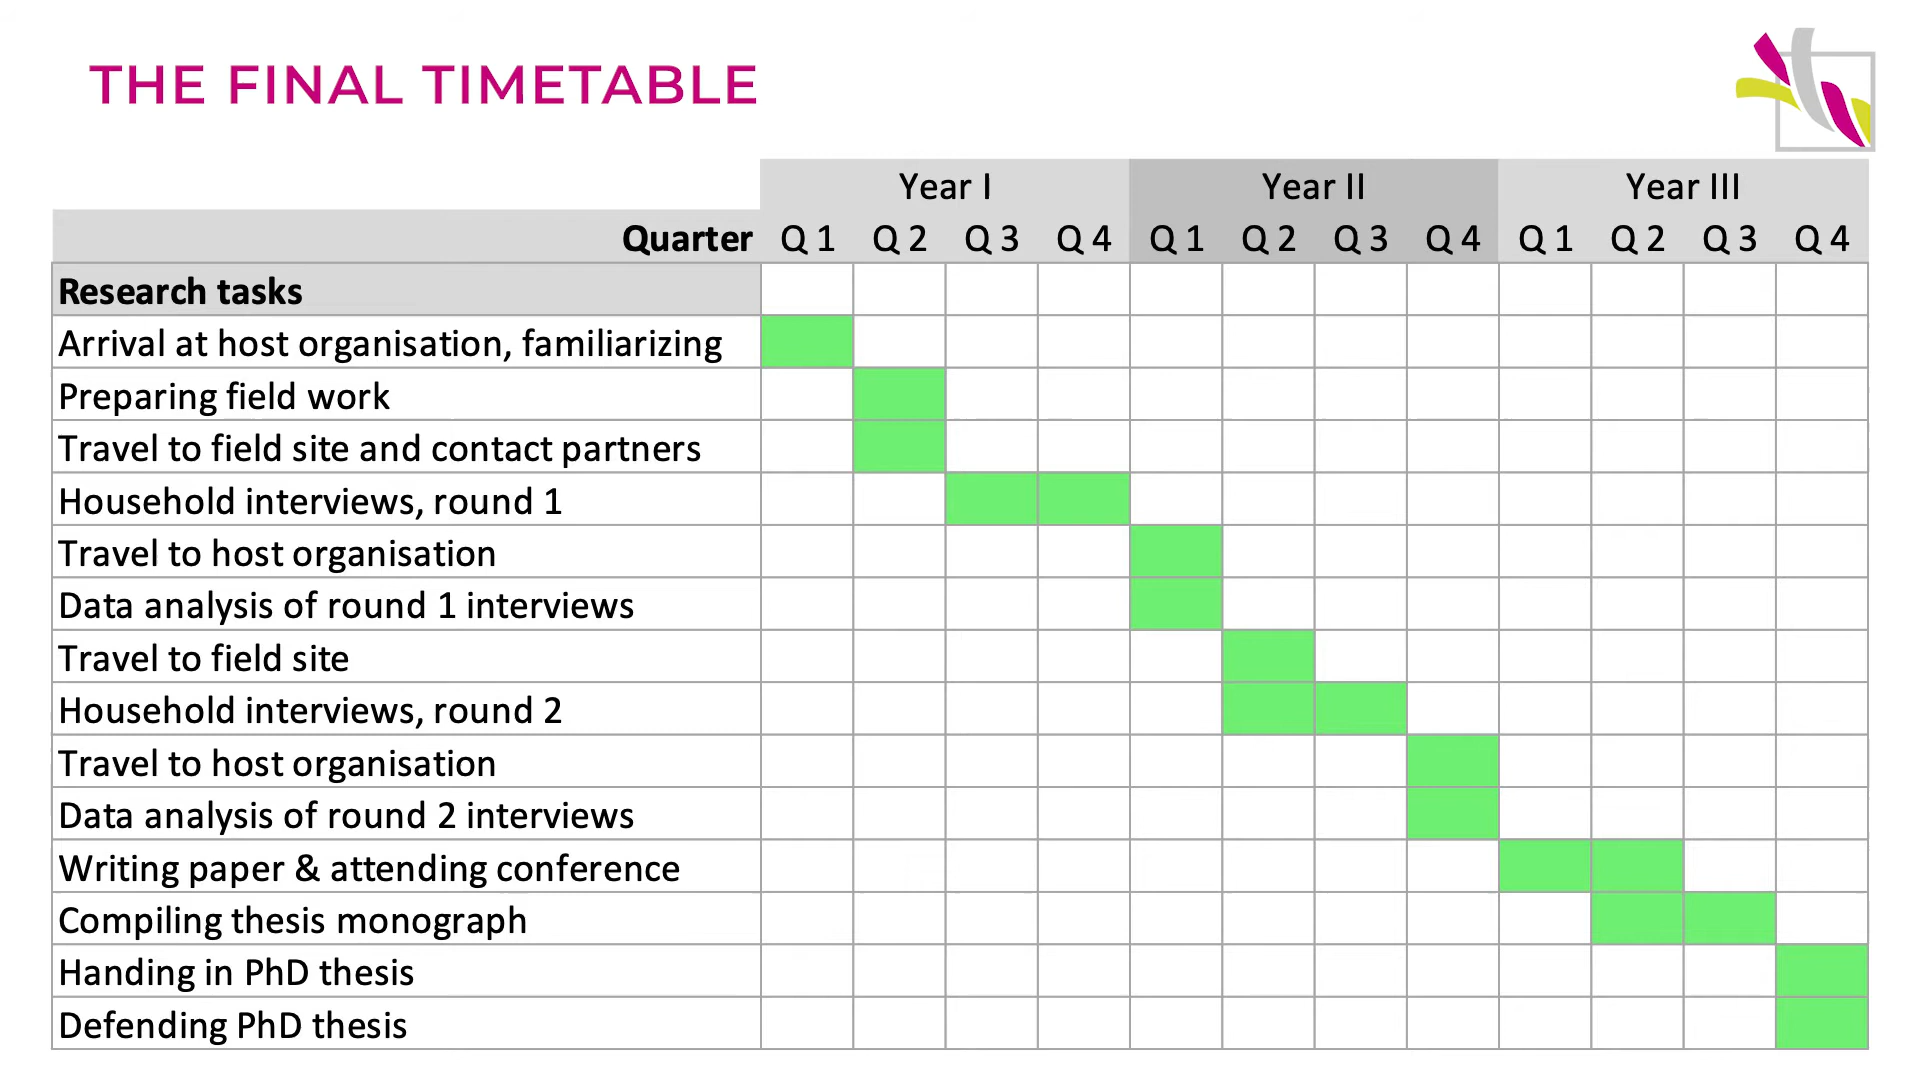 THE FINAL TIMETABLE
Year I Year II Year III
Quarter Q 1 Q 2 Q 3 Q 4 Q 1 Q 2 Q 3 Q 4 Q 1 Q 2 Q 3 Q 4
Research tasks
Arrival at host organisation, familiarizing
Preparing field work
Travel to field site and contact partners
Household interviews, round 1
Travel to host organisation
Data analysis of round 1 interviews
Travel to field site
Household interviews, round 2
Travel to host organisation
Data analysis of round 2 interviews
Writing paper & attending conference
Compiling thesis monograph
Handing in PhD thesis
Defending PhD thesis